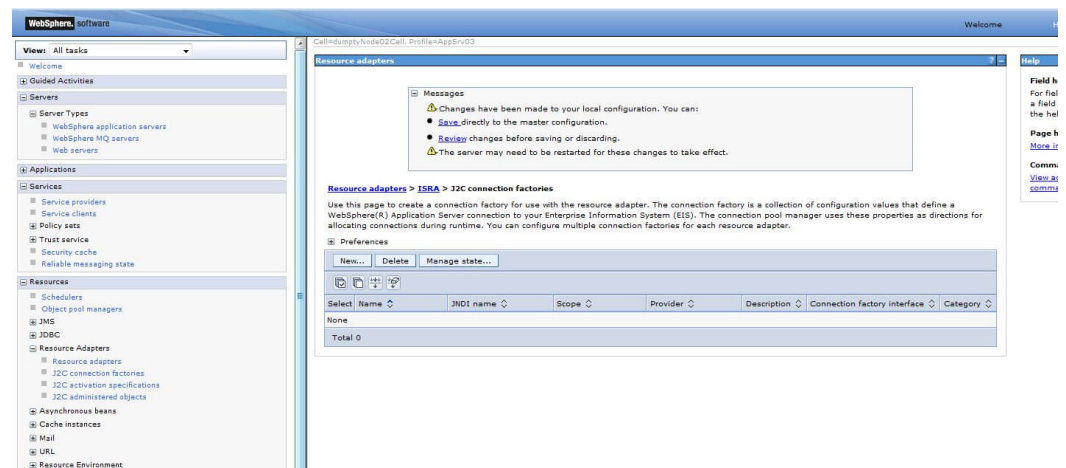 WebSphere. software
Welcome
View: All tasks
Welcome
Guided Activities
Servers
Server Types
WebSphere application servers
WebSphere MQ servers
Web servers
Applications
Services
Service providers
Service clients
Policy sets
Trust service
Security cache
Reliable messaging state
Resources
Schedulers
Object pool managers
JMS
JDBC
Resource Adapters
Resource adapters
J2C connection factories
J2C activation specifications
J2C administered objects
Asynchronous beans
Cache instances
Mail
URL
Resource Environment
Cell=dumptyNode02Cell, Profile=AppSrv03
Resource adapters
? -
Messages
Changes have been made to your local configuration. You can:
Save directly to the master configuration.
Review changes before saving or discarding.
The server may need to be restarted for these changes to take effect.
Resource adapters > ISRA > J2C connection factories
Use this page to create a connection factory for use with the resource adapter. The connection factory is a collection of configuration values that define a
WebSphere(R) Application Server connection to your Enterprise Information System (EIS). The connection pool manager uses these properties as directions for
allocating connections during runtime. You can configure multiple connection factories for each resource adapter.
Preferences
New... Delete Manage state...
Select Name JNDI name Scope Provider Description Connection factory interface Category
None
Total 0
Help
Field h
For fiel
a field
the hel
Page h
More in
Comma
View ad
comma